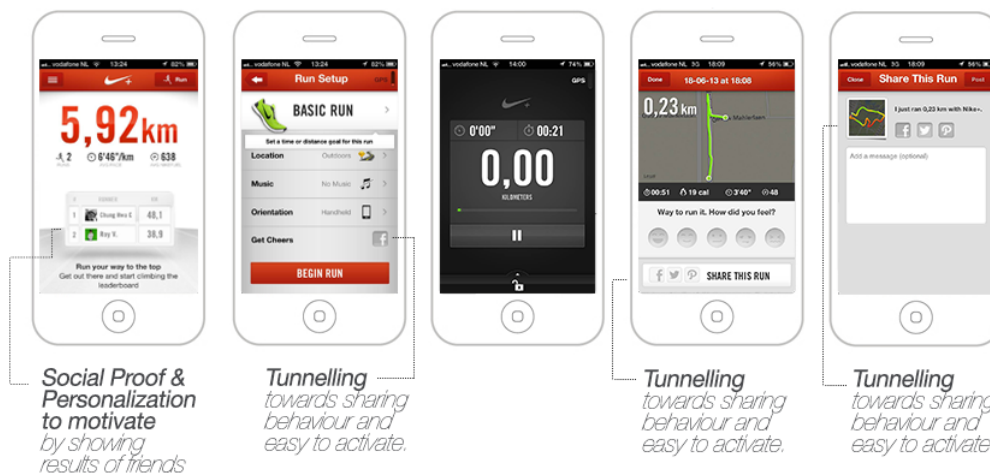 vodafone NL 13:24 82%
Run
5,92km
2 6'46"/km 638
1 Chung Hwa E 48,1
2 Roy V. 38,9
Run your way to the top
Get out there and start climbing the
leaderboard
vodafone NL 13:24 82%
Run Setup GPS
BASIC RUN
Set a time or distance goal for this run
Location Outdoors
Music No Music
Orientation Handheld
Get Cheers
BEGIN RUN
vodafone NL 14:00 74%
GPS
0'00" 00:21
0,00
KILOMETERS
vodafone NL 3G 18:09 56%
Done 18-06-13 at 18:08
0,23 km
00:51 19 cal 3'40" 48
Way to run it. How did you feel?
SHARE THIS RUN
vodafone NL 3G 18:09 56%
Close Share This Run Post
I just ran 0,23 km with Nike+.
Add a message (optional)
Social Proof &
Personalization
to motivate
by showing
results of friends
Tunnelling
towards sharing
behaviour and
easy to activate.
Tunnelling
towards sharing
behaviour and
easy to activate.
Tunnelling
towards sharing
behaviour and
easy to activate